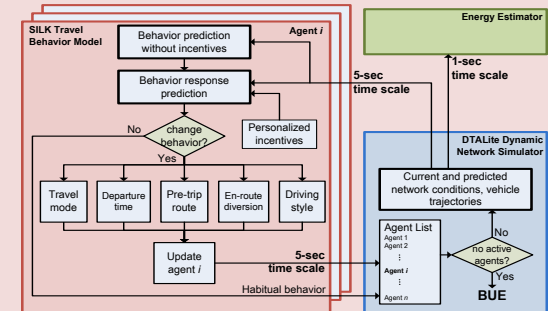 SILK Travel
Behavior Model
Agent i
Behavior prediction
without incentives
Behavior response
prediction
No
change
behavior?
Yes
Personalized
incentives
Travel
mode
Departure
time
Pre-trip
route
En-route
diversion
Driving
style
Update
agent i
5-sec
time scale
Habitual behavior
Energy Estimator
5-sec
time scale
1-sec
time scale
DTALite Dynamic
Network Simulator
Current and predicted
network conditions, vehicle
trajectories
Agent List
Agent 1
Agent 2
⋮
Agent i
⋮
Agent n
No
no active
agents?
Yes
BUE